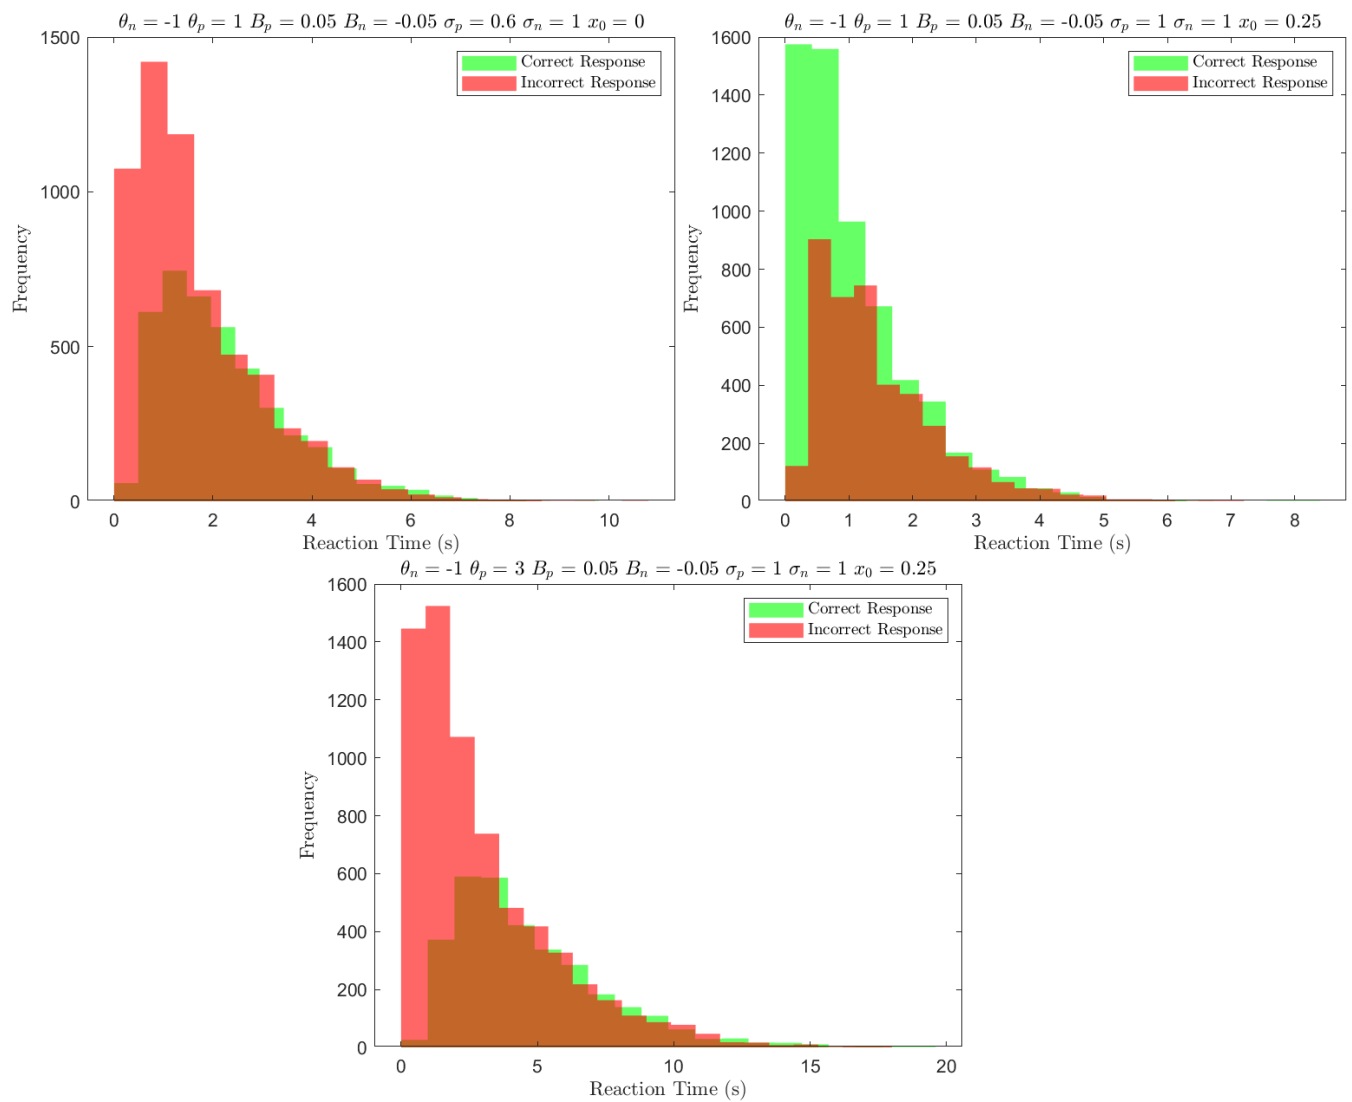 θₙ = -1 θₚ = 1 Bₚ = 0.05 Bₙ = -0.05 σₚ = 0.6 σₙ = 1 x₀ = 0
1500
1000
500
0
Frequency
Correct Response
Incorrect Response
0 2 4 6 8 10
Reaction Time (s)
θₙ = -1 θₚ = 1 Bₚ = 0.05 Bₙ = -0.05 σₚ = 1 σₙ = 1 x₀ = 0.25
1600
1400
1200
1000
800
600
400
200
0
Frequency
Correct Response
Incorrect Response
0 1 2 3 4 5 6 7 8
Reaction Time (s)
θₙ = -1 θₚ = 3 Bₚ = 0.05 Bₙ = -0.05 σₚ = 1 σₙ = 1 x₀ = 0.25
1600
1400
1200
1000
800
600
400
200
0
Frequency
Correct Response
Incorrect Response
0 5 10 15 20
Reaction Time (s)